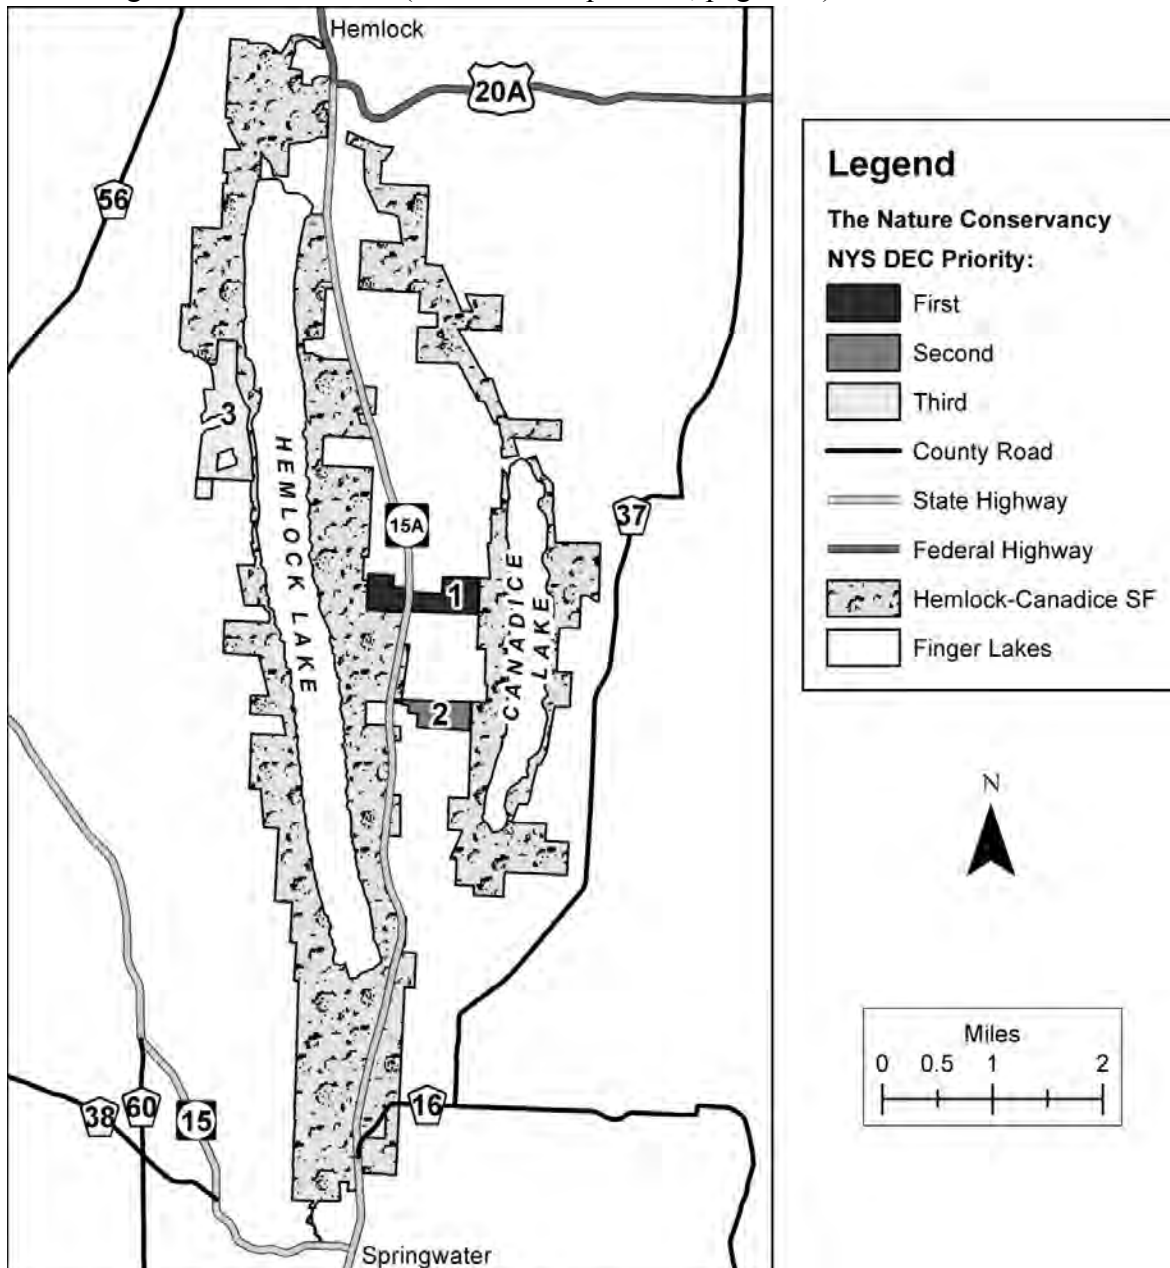 Hemlock
20A
56
3
HEMLOCK LAKE
15A
37
1
CANADICE LAKE
2
16
38
60
15
Springwater
Legend
The Nature Conservancy
NYS DEC Priority:
First
Second
Third
County Road
State Highway
Federal Highway
Hemlock-Canadice SF
Finger Lakes
N
Miles
0 0.5 1 2